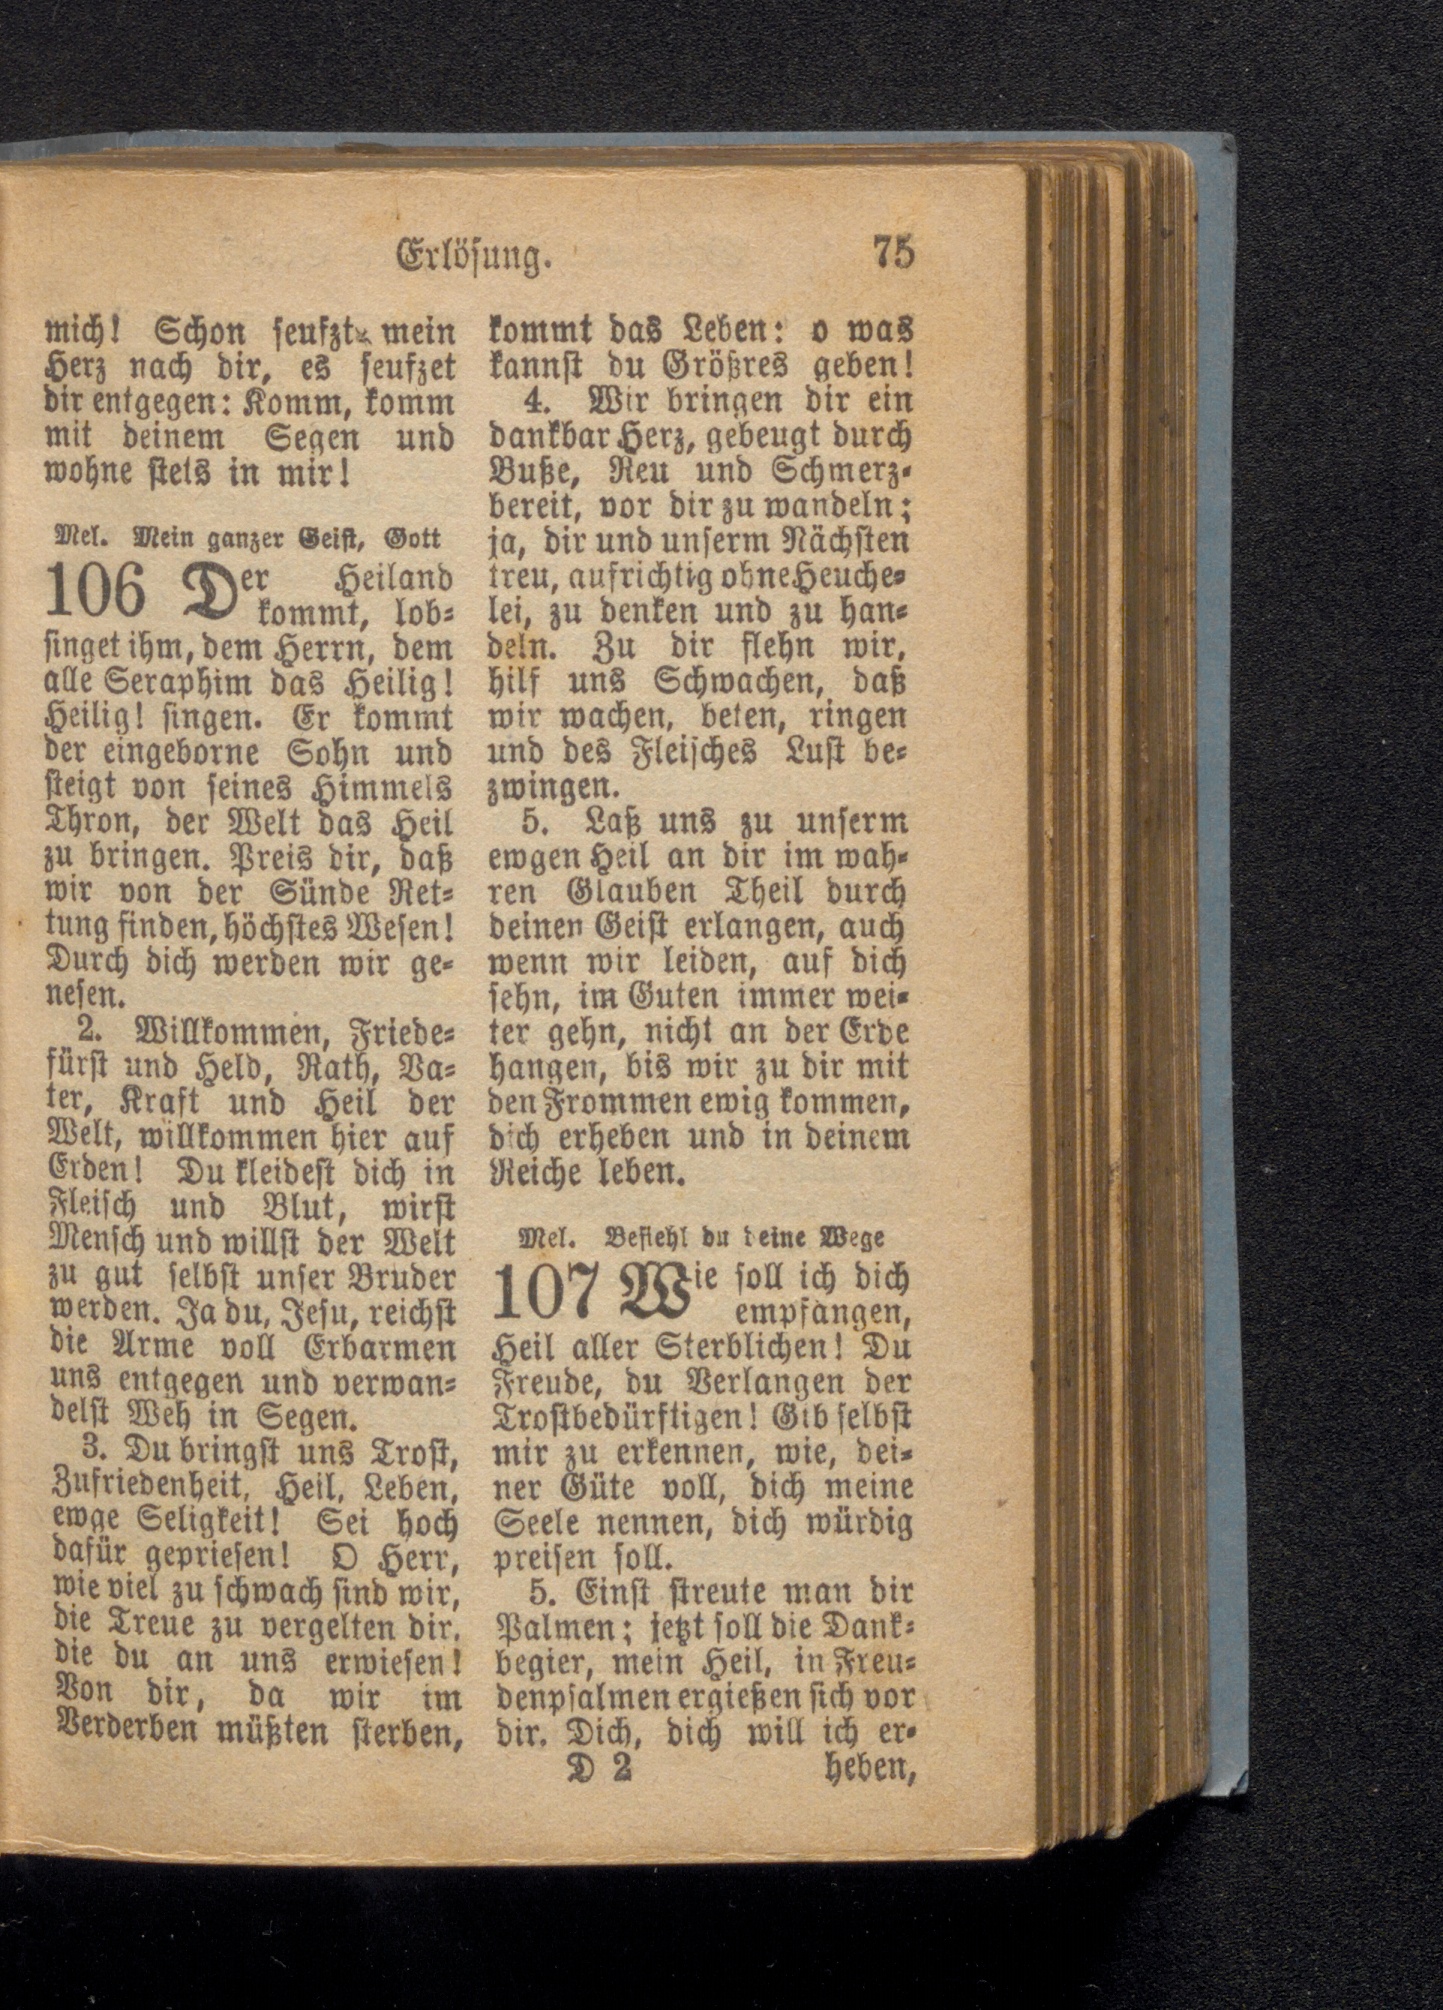 Erlösung. 75
mich! Schon seufzt mein
Herz nach dir, es seufzet
dir entgegen: Komm, komm
mit deinem Segen und
wohne stets in mir!
Mel. Mein ganzer Geist, Gott
106 Der Heiland
kommt, lob-
singet ihm, dem Herrn, dem
alle Seraphim das Heilig!
Heilig! singen. Er kommt
der eingeborne Sohn und
steigt von seines Himmels
Thron, der Welt das Heil
zu bringen. Preis dir, daß
wir von der Sünde Ret-
tung finden, höchstes Wesen!
Durch dich werden wir ge-
nesen.
2. Willkommen, Friede-
fürst und Held, Rath, Va-
ter, Kraft und Heil der
Welt, willkommen hier auf
Erden! Du kleidest dich in
Fleisch und Blut, wirst
Mensch und willst der Welt
zu gut selbst unser Bruder
werden. Ja du, Jesu, reichst
die Arme voll Erbarmen
uns entgegen und verwan-
delst Weh in Segen.
3. Du bringst uns Trost,
Zufriedenheit, Heil, Leben,
ewge Seligkeit! Sei hoch
dafür gepriesen! O Herr,
wie viel zu schwach sind wir,
die Treue zu vergelten dir,
die du an uns erwiesen!
Von dir, da wir im
Verderben müßten sterben,
kommt das Leben: o was
kannst du Größres geben!
4. Wir bringen dir ein
dankbar Herz, gebeugt durch
Buße, Reu und Schmerz-
bereit, vor dir zu wandeln;
ja, dir und unserm Nächsten
treu, aufrichtig ohne Heuche-
lei, zu denken und zu han-
deln. Zu dir flehn wir,
hilf uns Schwachen, daß
wir wachen, beten, ringen
und des Fleisches Lust be-
zwingen.
5. Laß uns zu unserm
ewgen Heil an dir im wah-
ren Glauben Theil durch
deinen Geist erlangen, auch
wenn wir leiden, auf dich
sehn, im Guten immer wei-
ter gehn, nicht an der Erde
hangen, bis wir zu dir mit
den Frommen ewig kommen,
dich erheben und in deinem
Reiche leben.
Mel. Befiehl du deine Wege
107 Wie soll ich dich
empfangen,
Heil aller Sterblichen! Du
Freude, du Verlangen der
Trostbedürftigen! Gib selbst
mir zu erkennen, wie, dei-
ner Güte voll, dich meine
Seele nennen, dich würdig
preisen soll.
5. Einst streute man dir
Palmen; jetzt soll die Dank-
begier, mein Heil, in Freu-
denpsalmen ergießen sich vor
dir. Dich, dich will ich er-
D 2 heben,